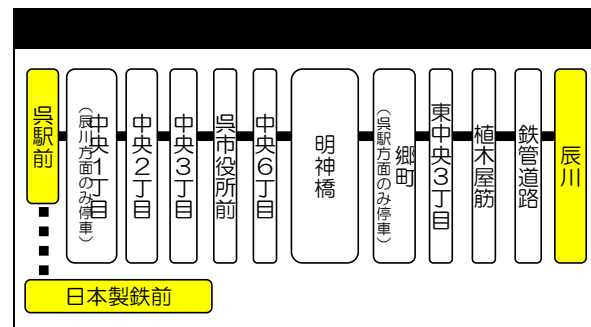 呉駅前
中央1丁目
（辰川方面のみ停車）
中央2丁目
中央3丁目
呉市役所前
中央6丁目
明神橋
郷町
（呉駅方面のみ停車）
東中央3丁目
植木屋筋
鉄管道路
辰川
日本製鉄前